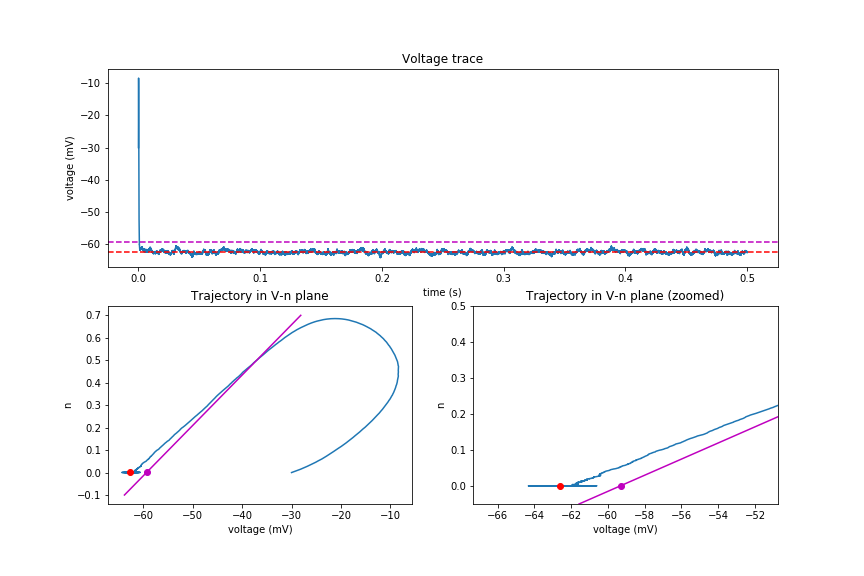 Voltage trace
voltage (mV)
−10
−20
−30
−40
−50
−60
0.0 0.1 0.2 0.3 0.4 0.5
time (s)
Trajectory in V-n plane
n
0.7
0.6
0.5
0.4
0.3
0.2
0.1
0.0
−0.1
−60 −50 −40 −30 −20 −10
voltage (mV)
Trajectory in V-n plane (zoomed)
n
0.5
0.4
0.3
0.2
0.1
0.0
−66 −64 −62 −60 −58 −56 −54 −52
voltage (mV)